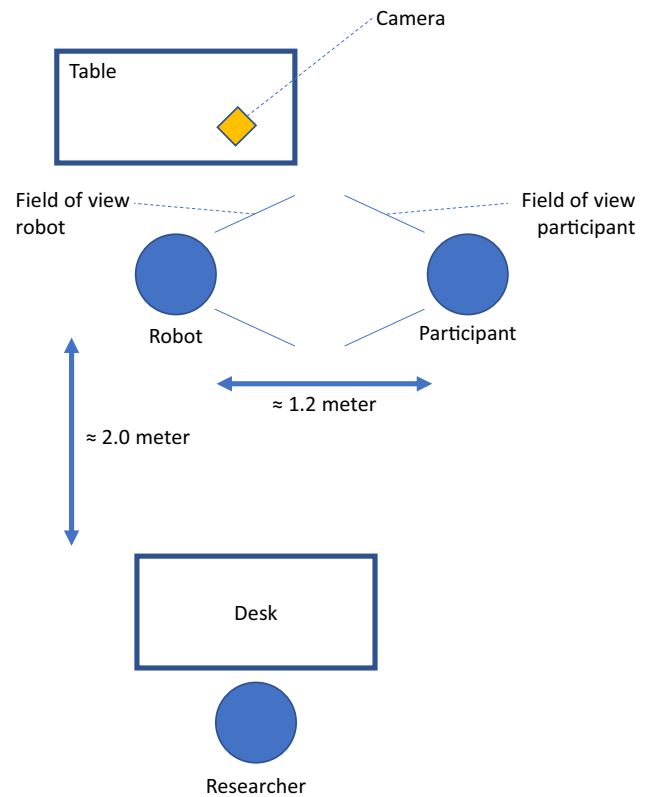 Camera
Table
Field of view
robot
Field of view
participant
Robot
Participant
≈ 1.2 meter
≈ 2.0 meter
Desk
Researcher